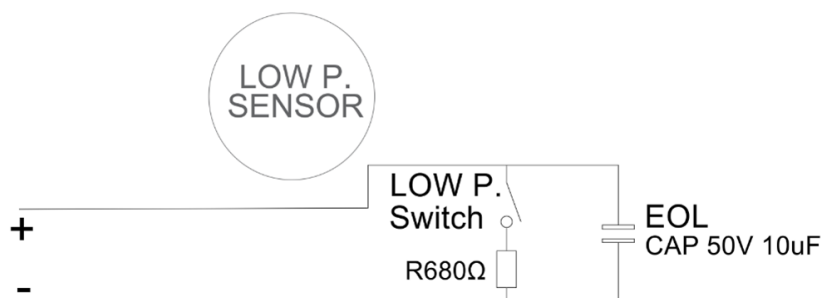 LOW P.
SENSOR
LOW P.
Switch
+
EOL
CAP 50V 10uF
R680Ω
-